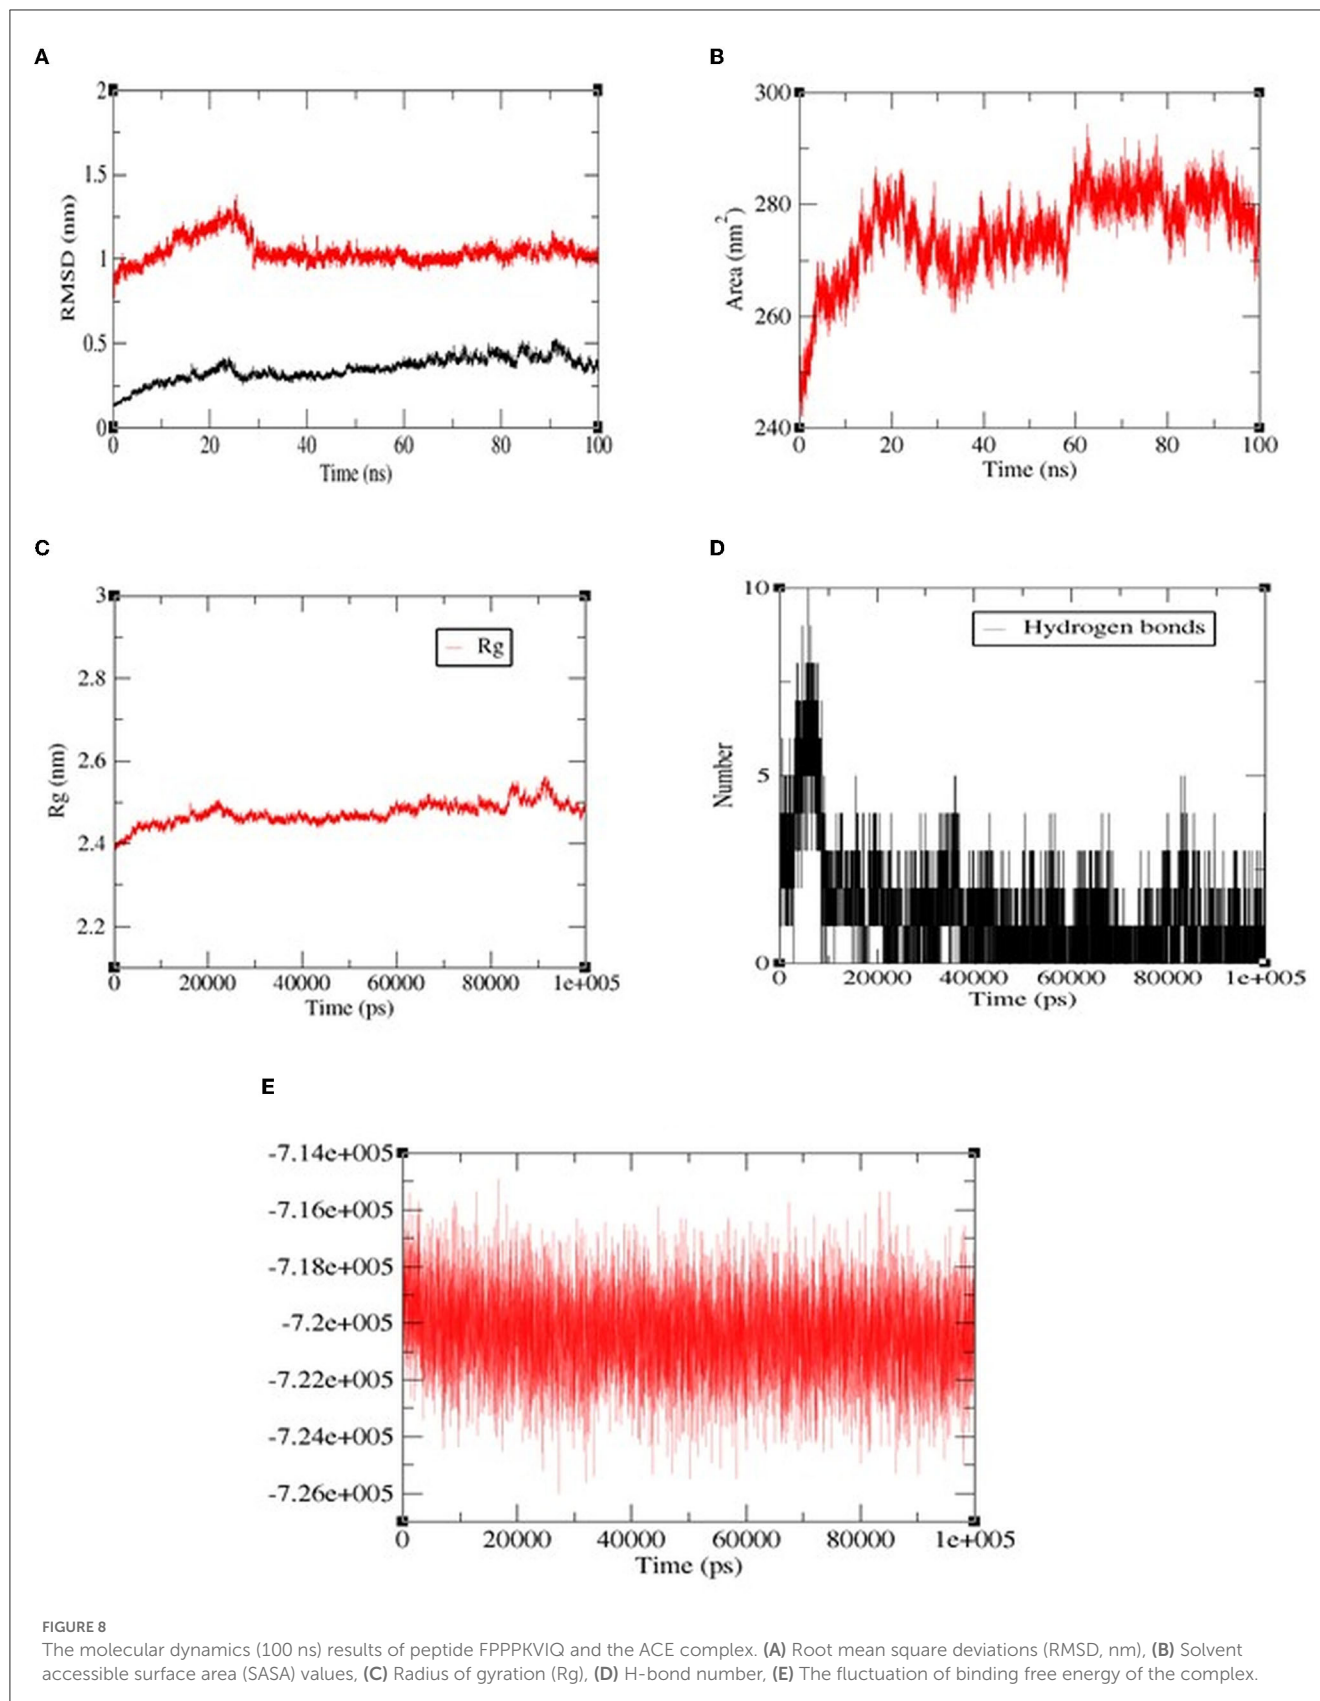 A
2
1.5
1
0.5
0
RMSD (nm)
0 20 40 60 80 100
Time (ns)
B
300
280
260
240
Area (nm2)
0 20 40 60 80 100
Time (ns)
C
3
2.8
2.6
2.4
2.2
Rg (nm)
Rg
0 20000 40000 60000 80000 1e+005
Time (ps)
D
10
5
0
Number
Hydrogen bonds
0 20000 40000 60000 80000 1e+005
Time (ps)
E
-7.14e+005
-7.16e+005
-7.18e+005
-7.2e+005
-7.22e+005
-7.24e+005
-7.26e+005
0 20000 40000 60000 80000 1e+005
Time (ps)
FIGURE 8
The molecular dynamics (100 ns) results of peptide FPPPKVIQ and the ACE complex. (A) Root mean square deviations (RMSD, nm), (B) Solvent
accessible surface area (SASA) values, (C) Radius of gyration (Rg), (D) H-bond number, (E) The fluctuation of binding free energy of the complex.